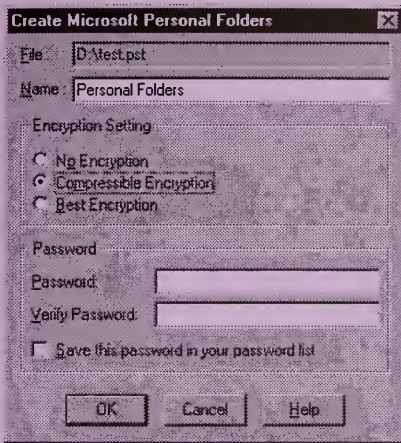 Create Microsoft Personal Folders
File: D:\test.pst
Name: Personal Folders
Encryption Setting
No Encryption
Compressible Encryption
Best Encryption
Password
Password:
Verify Password:
Save this password in your password list
OK Cancel Help